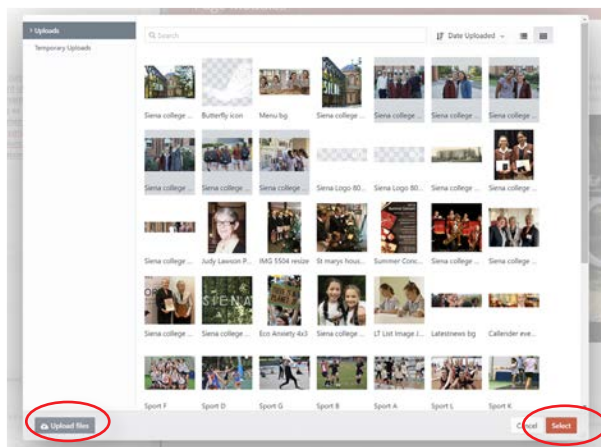 Uploads
Search
Date Uploaded
Temporary Uploads
Siena college ... Butterfly icon Menu bg Siena college ... Siena college ... Siena college ... Siena college ...
Siena college ... Siena college ... Siena college ... Siena Logo 80... Siena Logo 80... Siena college ... Siena college ...
Siena college ... Judy Lawson P... IMG 5504 resize St marys hous... Summer Conc... Siena college ... Siena college ...
SIENA
Siena college ... Siena college ... Eco Anxiety 4x3 Siena college ... LT List Image J... Latestnews bg Callender eve...
Sport F Sport D Sport G Sport B Sport A Sport L Sport K
Upload files
Cancel Select